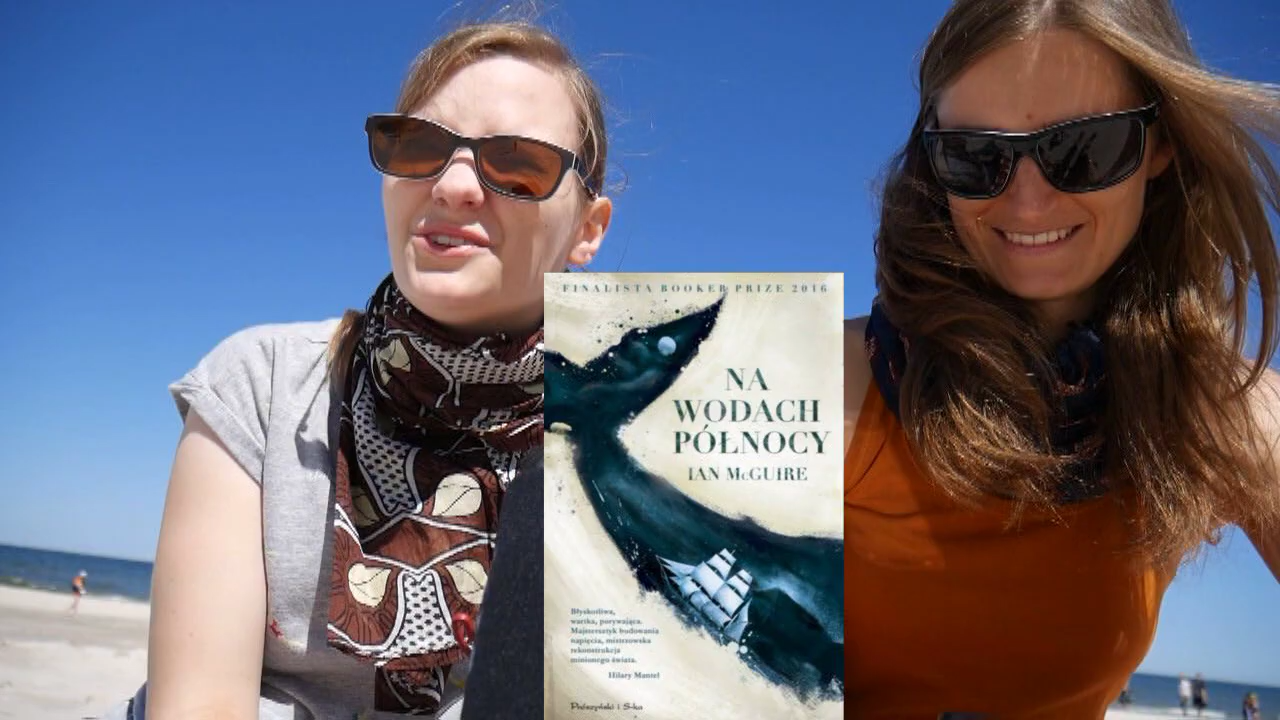 FINALISTA BOOKER PRIZE 2016
NA
WODACH
PÓŁNOCY
IAN McGUIRE
Błyskotliwa,
wartka, porywająca.
Majstersztyk budowania
napięcia, mistrzowska
rekonstrukcja
minionego świata.
Hilary Mantel
Prószyński i S-ka